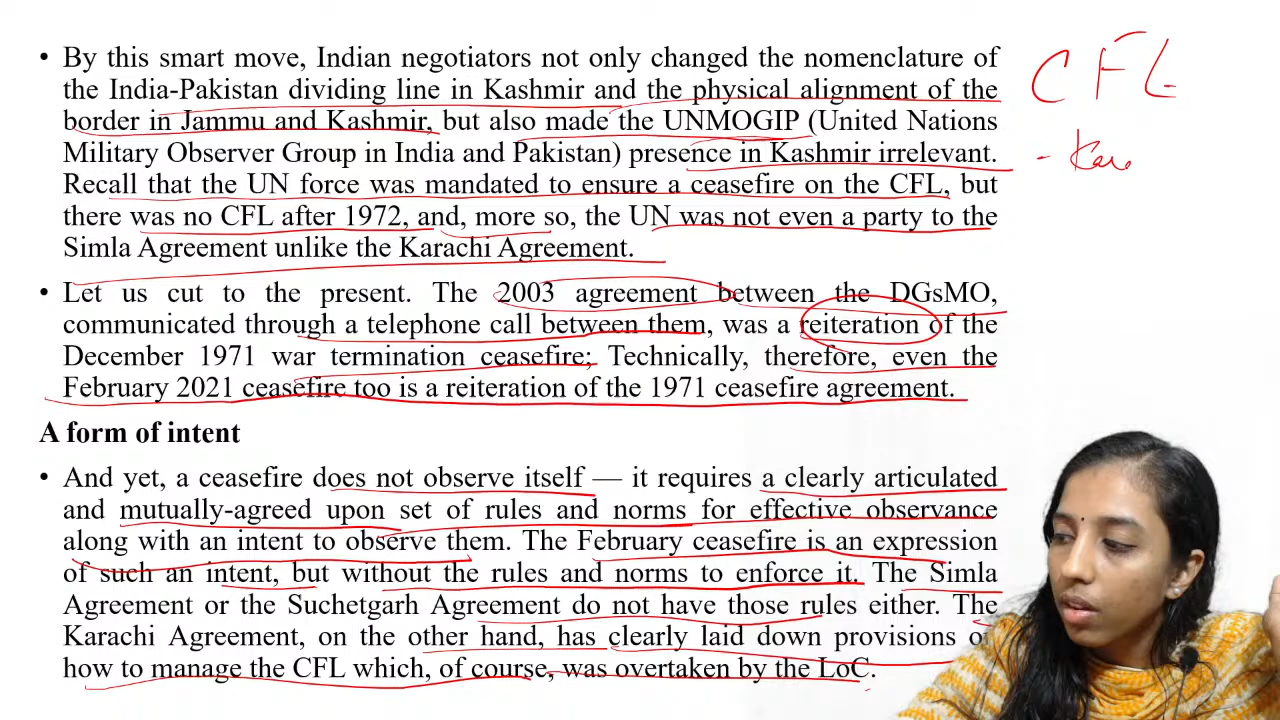 • By this smart move, Indian negotiators not only changed the nomenclature of
the India-Pakistan dividing line in Kashmir and the physical alignment of the
border in Jammu and Kashmir, but also made the UNMOGIP (United Nations
Military Observer Group in India and Pakistan) presence in Kashmir irrelevant.
Recall that the UN force was mandated to ensure a ceasefire on the CFL, but
there was no CFL after 1972, and, more so, the UN was not even a party to the
Simla Agreement unlike the Karachi Agreement.
• Let us cut to the present. The 2003 agreement between the DGsMO,
communicated through a telephone call between them, was a reiteration of the
December 1971 war termination ceasefire; Technically, therefore, even the
February 2021 ceasefire too is a reiteration of the 1971 ceasefire agreement.
A form of intent
• And yet, a ceasefire does not observe itself — it requires a clearly articulated
and mutually-agreed upon set of rules and norms for effective observance
along with an intent to observe them. The February ceasefire is an expression
of such an intent, but without the rules and norms to enforce it. The Simla
Agreement or the Suchetgarh Agreement do not have those rules either. The
Karachi Agreement, on the other hand, has clearly laid down provisions
how to manage the CFL which, of course, was overtaken by the LoC.
CFL
- Kar